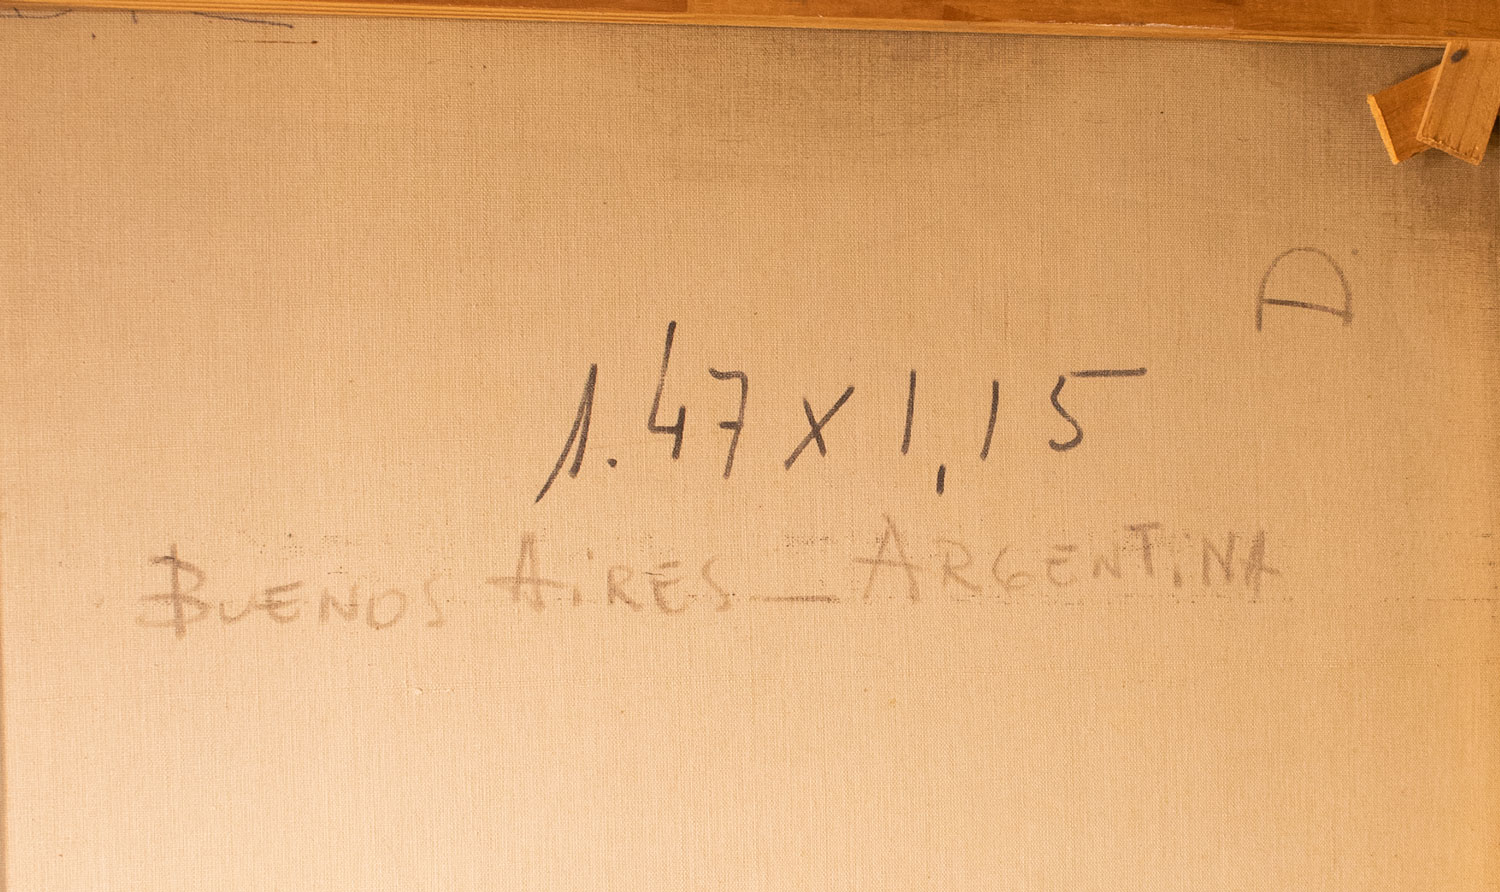 D
1.47 x 1,15
BUENOS AiRES _ ARGENTiNA